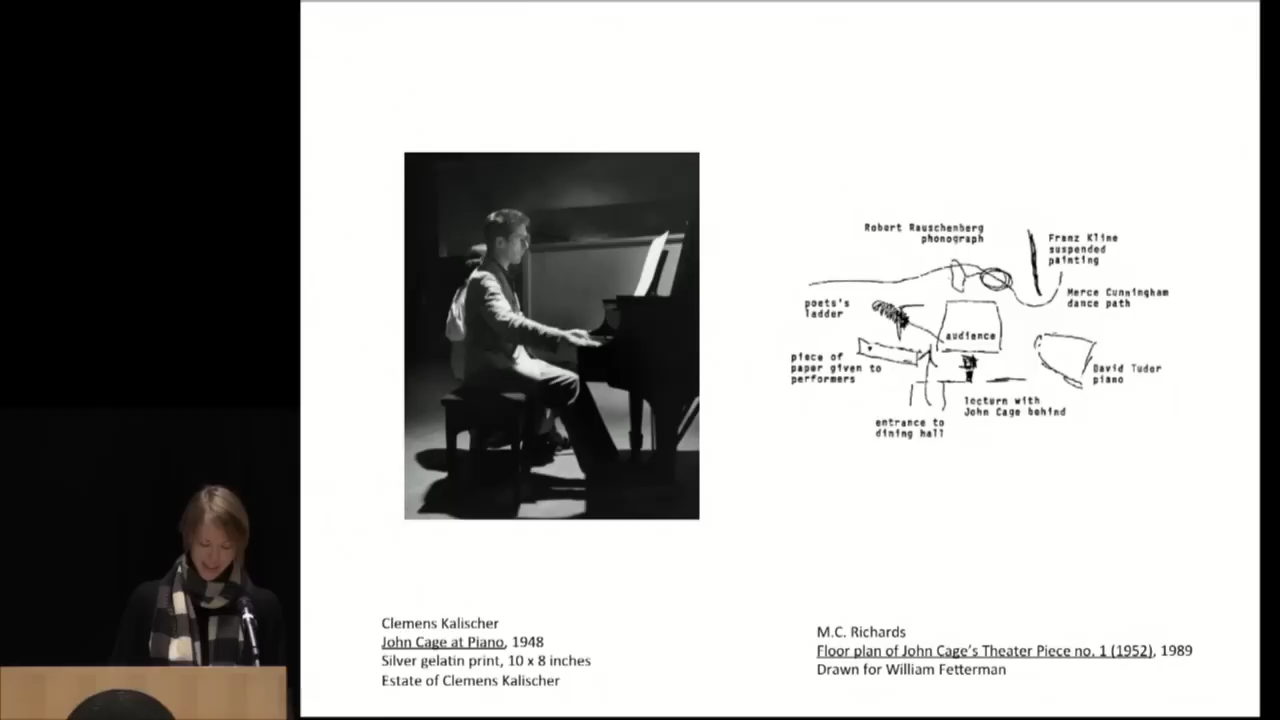 Robert Rauschenberg
phonograph
Franz Kline
suspended
painting
Merce Cunningham
dance path
poets's
ladder
audience
piece of
paper given to
performers
David Tudor
piano
lecturn with
John Cage behind
entrance to
dining hall
Clemens Kalischer
John Cage at Piano, 1948
Silver gelatin print, 10 x 8 inches
Estate of Clemens Kalischer
M.C. Richards
Floor plan of John Cage's Theater Piece no. 1 (1952), 1989
Drawn for William Fetterman